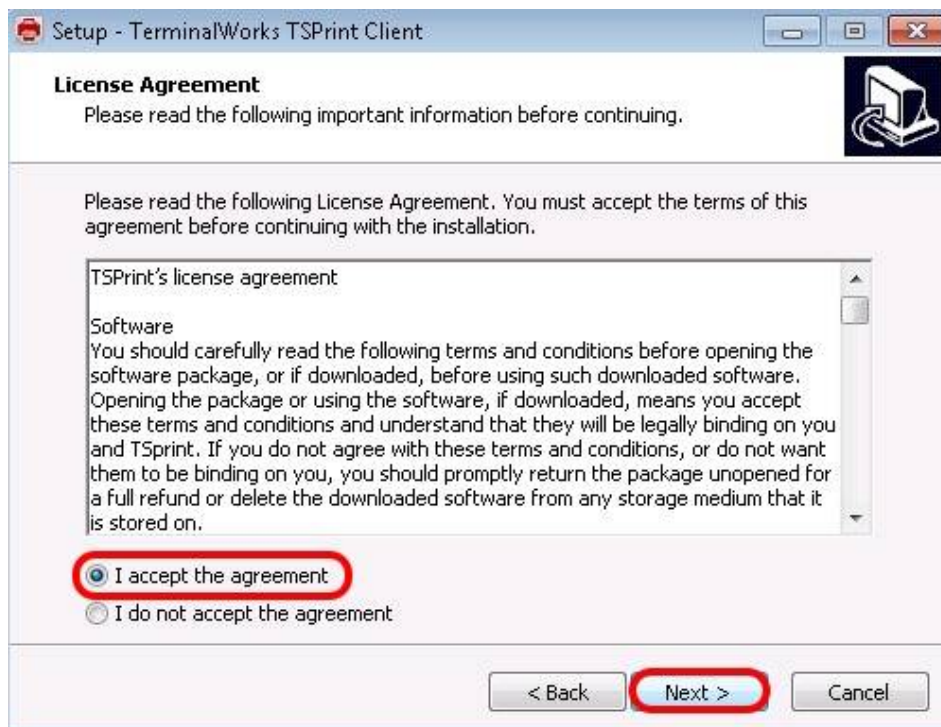 Setup - TerminalWorks TSPrint Client
License Agreement
Please read the following important information before continuing.
Please read the following License Agreement. You must accept the terms of this
agreement before continuing with the installation.
TSPrint's license agreement
Software
You should carefully read the following terms and conditions before opening the
software package, or if downloaded, before using such downloaded software.
Opening the package or using the software, if downloaded, means you accept
these terms and conditions and understand that they will be legally binding on you
and TSprint. If you do not agree with these terms and conditions, or do not want
them to be binding on you, you should promptly return the package unopened for
a full refund or delete the downloaded software from any storage medium that it
is stored on.
I accept the agreement
I do not accept the agreement
< Back Next > Cancel